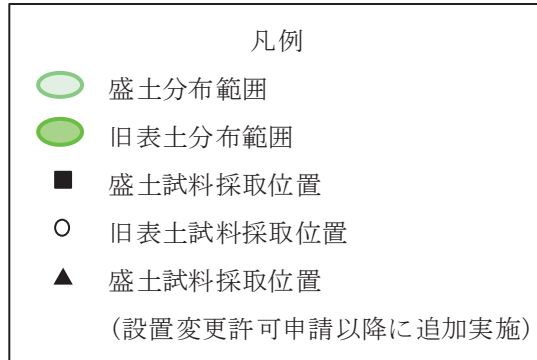 凡例
盛土分布範囲
旧表土分布範囲
盛土試料採取位置
旧表土試料採取位置
盛土試料採取位置
(設置変更許可申請以降に追加実施)